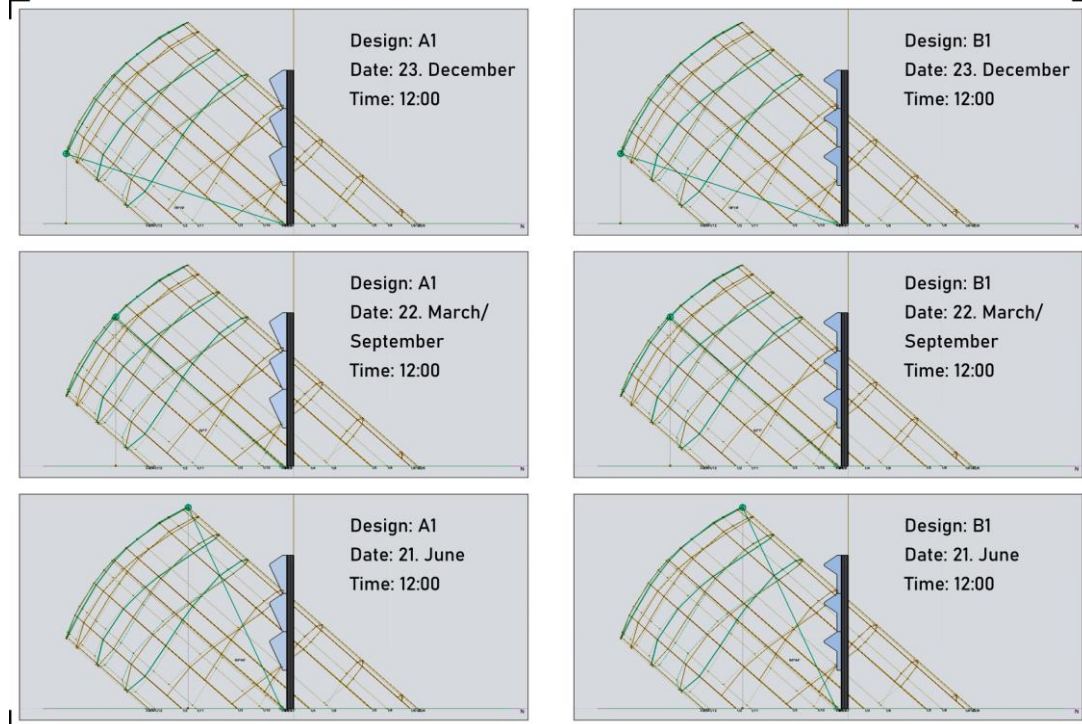 Design: A1
Date: 23. December
Time: 12:00
Design: B1
Date: 23. December
Time: 12:00
Design: A1
Date: 22. March/
September
Time: 12:00
Design: B1
Date: 22. March/
September
Time: 12:00
Design: A1
Date: 21. June
Time: 12:00
Design: B1
Date: 21. June
Time: 12:00